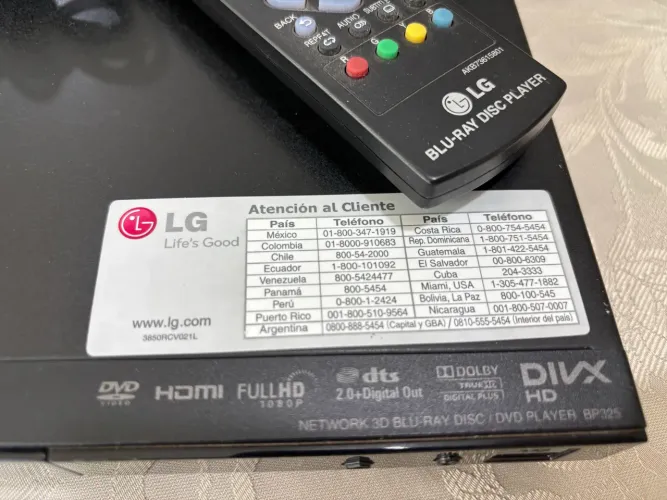 BACK
REPEAT
AUDIO
SUBTITLE
R
G
Y
B
AKB73615801
LG
BLU-RAY DISC PLAYER
LG
Life's Good
www.lg.com
3850RCV021L
Atención al Cliente
País Teléfono País Teléfono
México 01-800-347-1919 Costa Rica 0-800-754-5454
Colombia 01-8000-910683 Rep. Dominicana 1-800-751-5454
Chile 800-54-2000 Guatemala 1-801-422-5454
Ecuador 1-800-101092 El Salvador 00-800-6309
Venezuela 8005424477 Cuba 204-3333
Panamá 800-5454 Miami, USA 1-305-477-1882
Perú 0-800-1-2424 Bolivia, La Paz 800-100-545
Puerto Rico 001-800-510-9564 Nicaragua 001-800-507-0007
Argentina 0800-888-5454 (Capital y GBA) / 0810-555-5454 (Interior del país)
DVD VIDEO
HDMI
FULL HD 1080P
dts 2.0+Digital Out
DOLBY TRUEHD DIGITAL PLUS
DIVX HD
NETWORK 3D BLU-RAY DISC / DVD PLAYER BP325